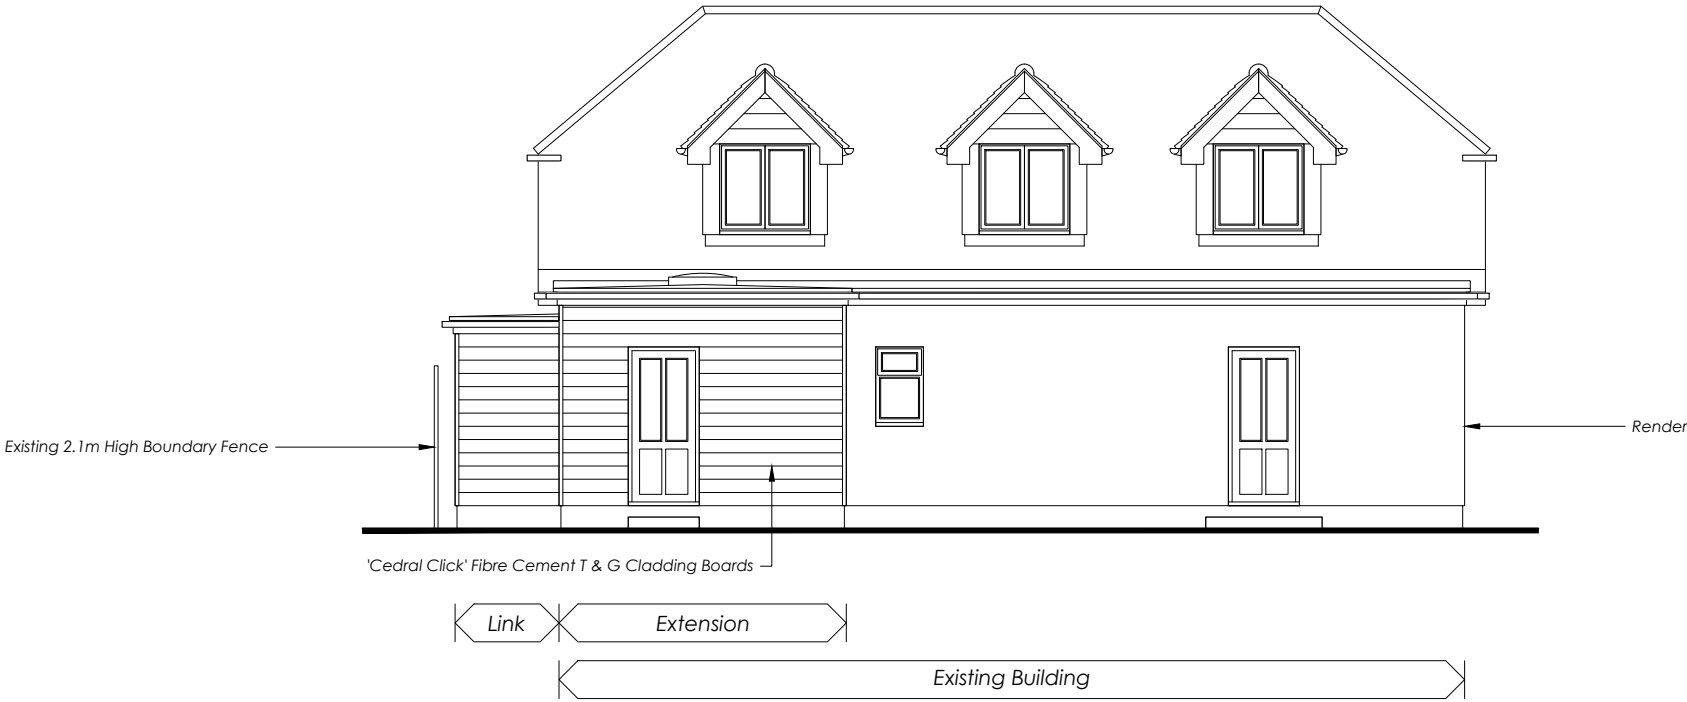 Existing 2.1m High Boundary Fence
Render
'Cedral Click' Fibre Cement T & G Cladding Boards
Link
Extension
Existing Building